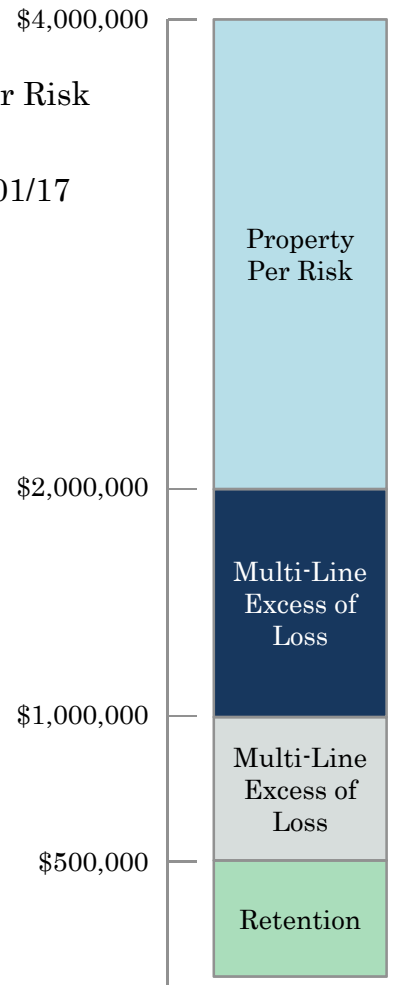 $4,000,000
r Risk
01/17
Property
Per Risk
$2,000,000
Multi-Line
Excess of
Loss
$1,000,000
Multi-Line
Excess of
Loss
$500,000
Retention